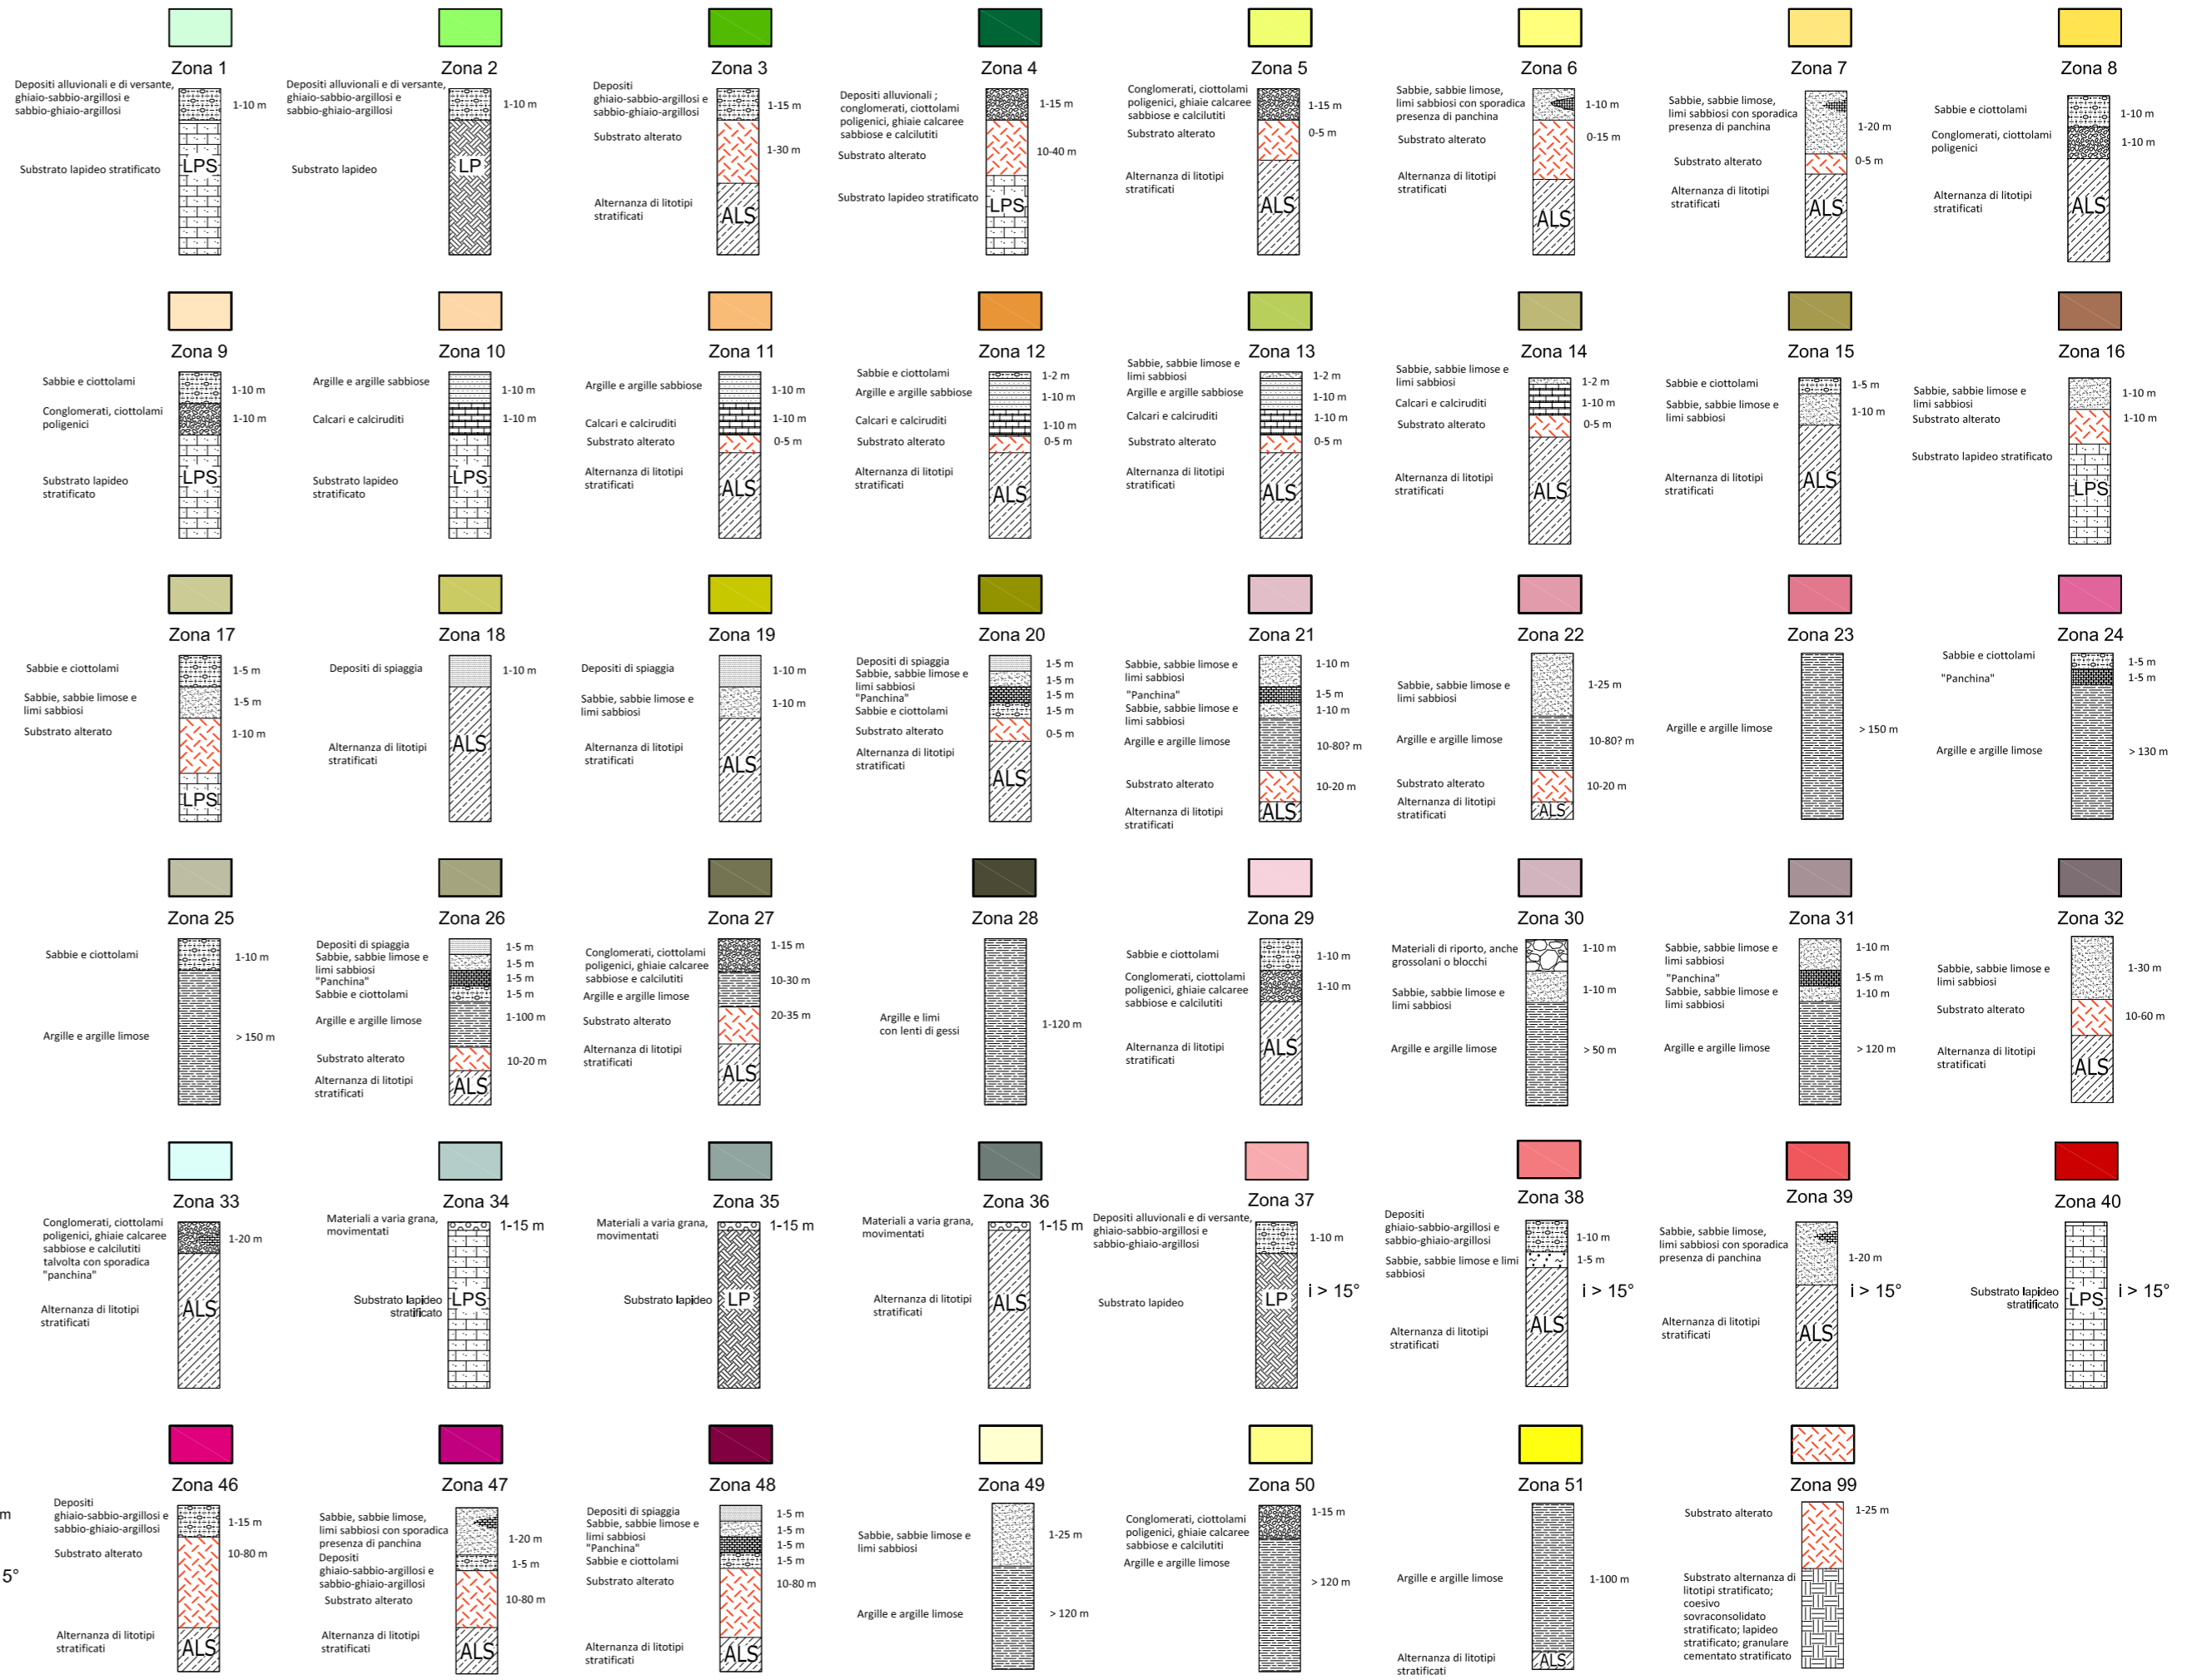 Zona 1
Depositi alluvionali e di versante,
ghiaio-sabbio-argillosi e
sabbio-ghiaio-argillosi
1-10 m
Substrato lapideo stratificato
LPS
Zona 2
Depositi alluvionali e di versante,
ghiaio-sabbio-argillosi e
sabbio-ghiaio-argillosi
1-10 m
Substrato lapideo
LP
Zona 3
Depositi
ghiaio-sabbio-argillosi e
sabbio-ghiaio-argillosi
1-15 m
Substrato alterato
1-30 m
Alternanza di litotipi
stratificati
ALS
Zona 4
Depositi alluvionali ;
conglomerati, ciottolami
poligenici, ghiaie calcaree
sabbiose e calcilutiti
1-15 m
Substrato alterato
10-40 m
Substrato lapideo stratificato
LPS
Zona 5
Conglomerati, ciottolami
poligenici, ghiaie calcaree
sabbiose e calcilutiti
1-15 m
Substrato alterato
0-5 m
Alternanza di litotipi
stratificati
ALS
Zona 6
Sabbie, sabbie limose,
limi sabbiosi con sporadica
presenza di panchina
1-10 m
Substrato alterato
0-15 m
Alternanza di litotipi
stratificati
ALS
Zona 7
Sabbie, sabbie limose,
limi sabbiosi con sporadica
presenza di panchina
1-20 m
Substrato alterato
0-5 m
Alternanza di litotipi
stratificati
ALS
Zona 8
Sabbie e ciottolami
1-10 m
Conglomerati, ciottolami
poligenici
1-10 m
Alternanza di litotipi
stratificati
ALS
Zona 9
Sabbie e ciottolami
1-10 m
Conglomerati, ciottolami
poligenici
1-10 m
Substrato lapideo
stratificato
LPS
Zona 10
Argille e argille sabbiose
1-10 m
Calcari e calciruditi
1-10 m
Substrato lapideo
stratificato
LPS
Zona 11
Argille e argille sabbiose
1-10 m
Calcari e calciruditi
1-10 m
Substrato alterato
0-5 m
Alternanza di litotipi
stratificati
ALS
Zona 12
Sabbie e ciottolami
1-2 m
Argille e argille sabbiose
1-10 m
Calcari e calciruditi
1-10 m
Substrato alterato
0-5 m
Alternanza di litotipi
stratificati
ALS
Zona 13
Sabbie, sabbie limose e
limi sabbiosi
1-2 m
Argille e argille sabbiose
1-10 m
Calcari e calciruditi
1-10 m
Substrato alterato
0-5 m
Alternanza di litotipi
stratificati
ALS
Zona 14
Sabbie, sabbie limose e
limi sabbiosi
1-2 m
Calcari e calciruditi
1-10 m
Substrato alterato
0-5 m
Alternanza di litotipi
stratificati
ALS
Zona 15
Sabbie e ciottolami
1-5 m
Sabbie, sabbie limose e
limi sabbiosi
1-10 m
Alternanza di litotipi
stratificati
ALS
Zona 16
Sabbie, sabbie limose e
limi sabbiosi
1-10 m
Substrato alterato
1-10 m
Substrato lapideo stratificato
LPS
Zona 17
Sabbie e ciottolami
1-5 m
Sabbie, sabbie limose e
limi sabbiosi
1-5 m
Substrato alterato
1-10 m
LPS
Zona 18
Depositi di spiaggia
1-10 m
Alternanza di litotipi
stratificati
ALS
Zona 19
Depositi di spiaggia
1-10 m
Sabbie, sabbie limose e
limi sabbiosi
1-10 m
Alternanza di litotipi
stratificati
ALS
Zona 20
Depositi di spiaggia
1-5 m
Sabbie, sabbie limose e
limi sabbiosi
1-5 m
"Panchina"
1-5 m
Sabbie e ciottolami
1-5 m
Substrato alterato
0-5 m
Alternanza di litotipi
stratificati
ALS
Zona 21
Sabbie, sabbie limose e
limi sabbiosi
1-10 m
"Panchina"
1-5 m
Sabbie, sabbie limose e
limi sabbiosi
1-10 m
Argille e argille limose
10-80? m
Substrato alterato
10-20 m
Alternanza di litotipi
stratificati
ALS
Zona 22
Sabbie, sabbie limose e
limi sabbiosi
1-25 m
Argille e argille limose
10-80? m
Substrato alterato
10-20 m
Alternanza di litotipi
stratificati
ALS
Zona 23
Argille e argille limose
> 150 m
Zona 24
Sabbie e ciottolami
1-5 m
"Panchina"
1-5 m
Argille e argille limose
> 130 m
Zona 25
Sabbie e ciottolami
1-10 m
Argille e argille limose
> 150 m
Zona 26
Depositi di spiaggia
1-5 m
Sabbie, sabbie limose e
limi sabbiosi
1-5 m
"Panchina"
1-5 m
Sabbie e ciottolami
1-5 m
Argille e argille limose
1-100 m
Substrato alterato
10-20 m
Alternanza di litotipi
stratificati
ALS
Zona 27
Conglomerati, ciottolami
poligenici, ghiaie calcaree
sabbiose e calcilutiti
1-15 m
Argille e argille limose
10-30 m
Substrato alterato
20-35 m
Alternanza di litotipi
stratificati
ALS
Zona 28
Argille e limi
con lenti di gessi
1-120 m
Zona 29
Sabbie e ciottolami
1-10 m
Conglomerati, ciottolami
poligenici, ghiaie calcaree
sabbiose e calcilutiti
1-10 m
Alternanza di litotipi
stratificati
ALS
Zona 30
Materiali di riporto, anche
grossolani o blocchi
1-10 m
Sabbie, sabbie limose e
limi sabbiosi
1-10 m
Argille e argille limose
> 50 m
Zona 31
Sabbie, sabbie limose e
limi sabbiosi
1-10 m
"Panchina"
1-5 m
Sabbie, sabbie limose e
limi sabbiosi
1-10 m
Argille e argille limose
> 120 m
Zona 32
Sabbie, sabbie limose e
limi sabbiosi
1-30 m
Substrato alterato
10-60 m
Alternanza di litotipi
stratificati
ALS
Zona 33
Conglomerati, ciottolami
poligenici, ghiaie calcaree
sabbiose e calcilutiti
talvolta con sporadica
"panchina"
1-20 m
Alternanza di litotipi
stratificati
ALS
Zona 34
Materiali a varia grana,
movimentati
1-15 m
Substrato lapideo
stratificato
LPS
Zona 35
Materiali a varia grana,
movimentati
1-15 m
Substrato lapideo
LP
Zona 36
Materiali a varia grana,
movimentati
1-15 m
Alternanza di litotipi
stratificati
ALS
Zona 37
Depositi alluvionali e di versante,
ghiaio-sabbio-argillosi e
sabbio-ghiaio-argillosi
1-10 m
Substrato lapideo
LP
i > 15°
Zona 38
Depositi
ghiaio-sabbio-argillosi e
sabbio-ghiaio-argillosi
1-10 m
Sabbie, sabbie limose e limi
sabbiosi
1-5 m
i > 15°
Alternanza di litotipi
stratificati
ALS
Zona 39
Sabbie, sabbie limose,
limi sabbiosi con sporadica
presenza di panchina
1-20 m
i > 15°
Alternanza di litotipi
stratificati
ALS
Zona 40
Substrato lapideo
stratificato
LPS
i > 15°
m
5°
Zona 46
Depositi
ghiaio-sabbio-argillosi e
sabbio-ghiaio-argillosi
1-15 m
Substrato alterato
10-80 m
Alternanza di litotipi
stratificati
ALS
Zona 47
Sabbie, sabbie limose,
limi sabbiosi con sporadica
presenza di panchina
1-20 m
Depositi
ghiaio-sabbio-argillosi e
sabbio-ghiaio-argillosi
1-5 m
Substrato alterato
10-80 m
Alternanza di litotipi
stratificati
ALS
Zona 48
Depositi di spiaggia
1-5 m
Sabbie, sabbie limose e
limi sabbiosi
1-5 m
"Panchina"
1-5 m
Sabbie e ciottolami
1-5 m
Substrato alterato
10-80 m
Alternanza di litotipi
stratificati
ALS
Zona 49
Sabbie, sabbie limose e
limi sabbiosi
1-25 m
Argille e argille limose
> 120 m
Zona 50
Conglomerati, ciottolami
poligenici, ghiaie calcaree
sabbiose e calcilutiti
1-15 m
Argille e argille limose
> 120 m
Zona 51
Argille e argille limose
1-100 m
Alternanza di litotipi
stratificati
ALS
Zona 99
Substrato alterato
1-25 m
Substrato alternanza di
litotipi stratificato;
coesivo
sovraconsolidato
stratificato; lapideo
stratificato; granulare
cementato stratificato